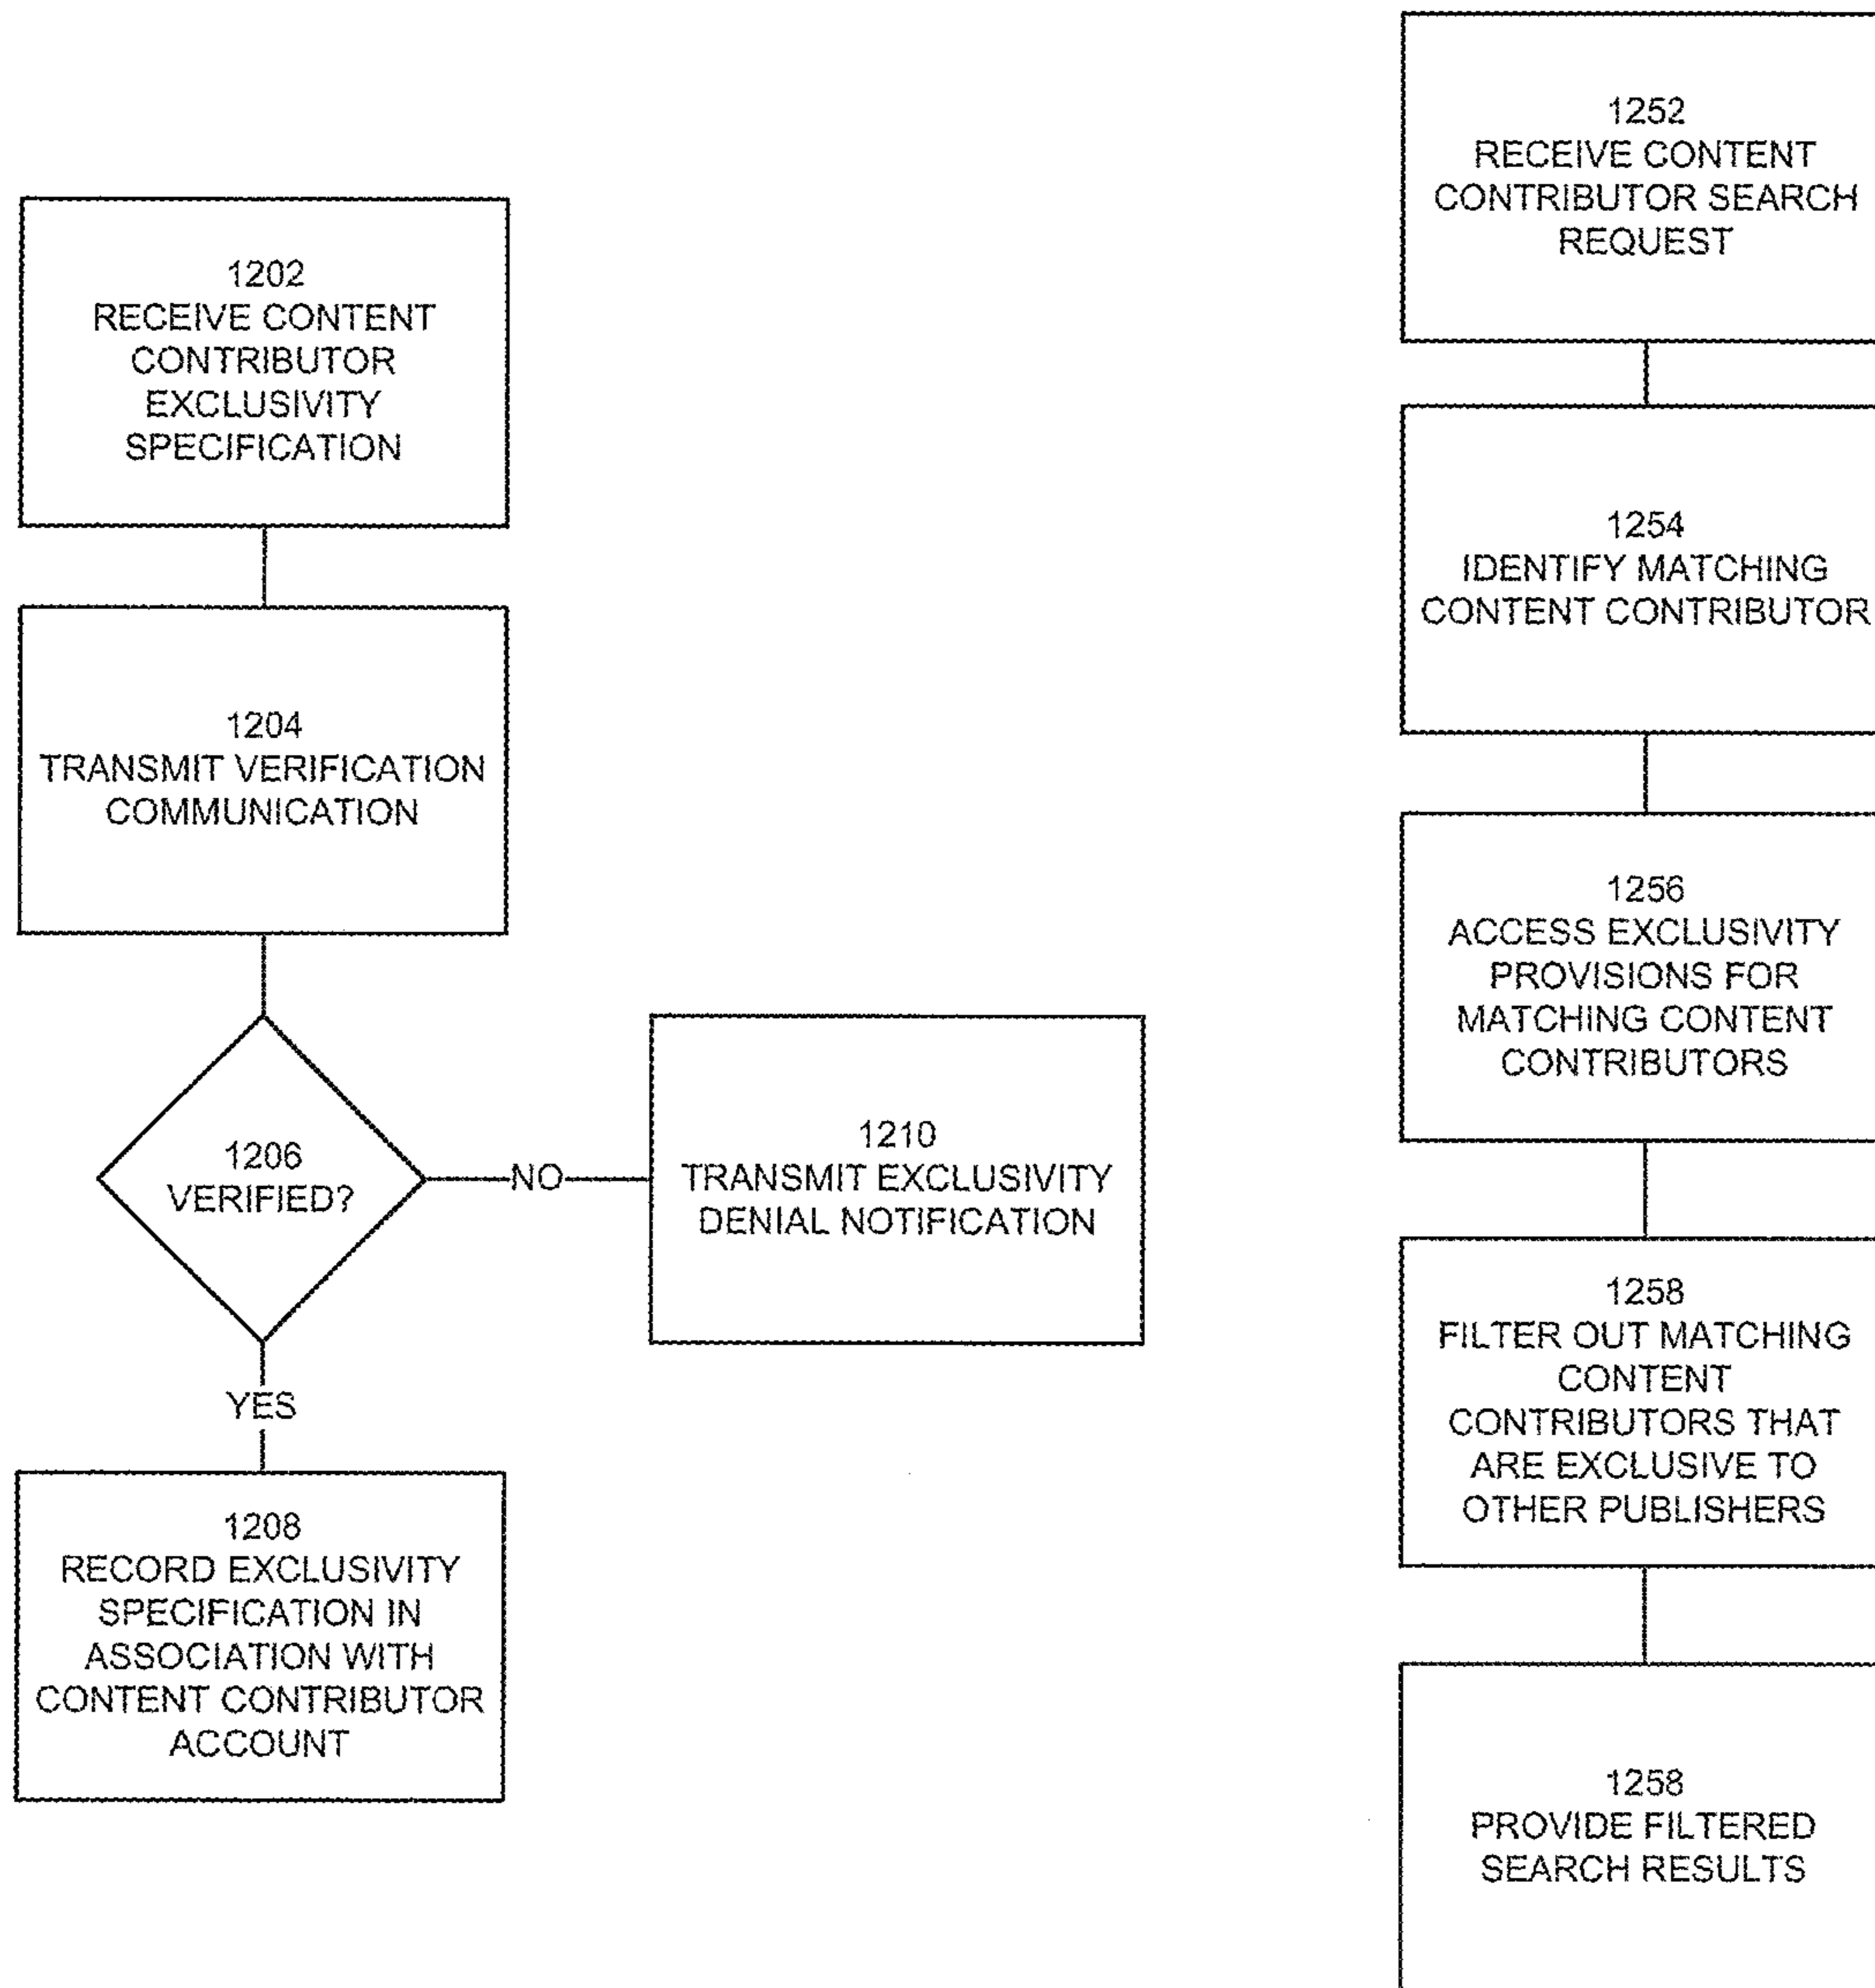 1202
RECEIVE CONTENT
CONTRIBUTOR
EXCLUSIVITY
SPECIFICATION
1204
TRANSMIT VERIFICATION
COMMUNICATION
1206
VERIFIED?
NO
1210
TRANSMIT EXCLUSIVITY
DENIAL NOTIFICATION
YES
1208
RECORD EXCLUSIVITY
SPECIFICATION IN
ASSOCIATION WITH
CONTENT CONTRIBUTOR
ACCOUNT
1252
RECEIVE CONTENT
CONTRIBUTOR SEARCH
REQUEST
1254
IDENTIFY MATCHING
CONTENT CONTRIBUTOR
1256
ACCESS EXCLUSIVITY
PROVISIONS FOR
MATCHING CONTENT
CONTRIBUTORS
1258
FILTER OUT MATCHING
CONTENT
CONTRIBUTORS THAT
ARE EXCLUSIVE TO
OTHER PUBLISHERS
1258
PROVIDE FILTERED
SEARCH RESULTS